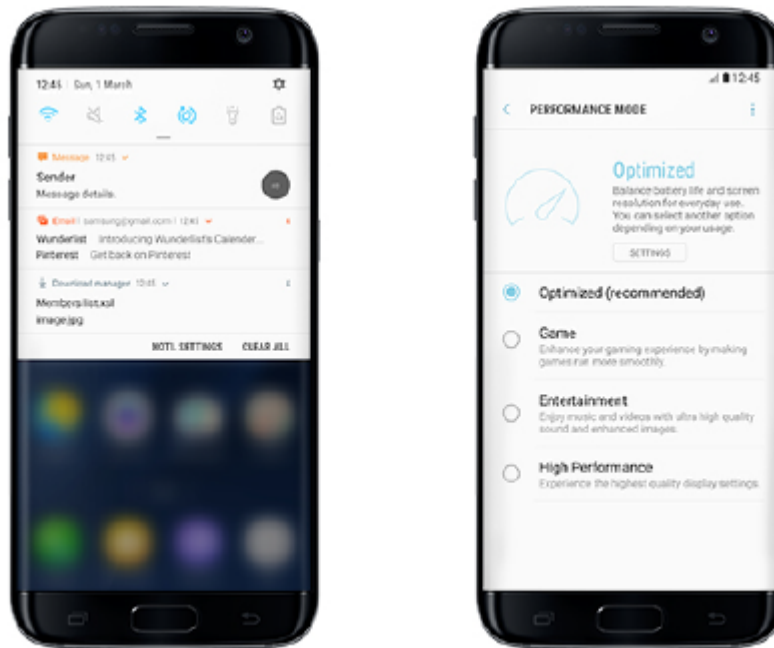 12:45 | Sun, 1 March
Message 12:45
Sender
Message details.
Email | samsung@gmail.com | 12:45
Wunderlist Introducing Wunderlist's Calender...
Pinterest Get back on Pinterest
Download manager 12:45
Members list.xsl
image.jpg
NOTI. SETTINGS CLEAR ALL
12:45
PERFORMANCE MODE
Optimized
Balance battery life and screen
resolution for everyday use.
You can select another option
depending on your usage.
SETTINGS
Optimized (recommended)
Game
Enhance your gaming experience by making
games run more smoothly.
Entertainment
Enjoy music and videos with ultra high quality
sound and enhanced images.
High Performance
Experience the highest quality display settings.